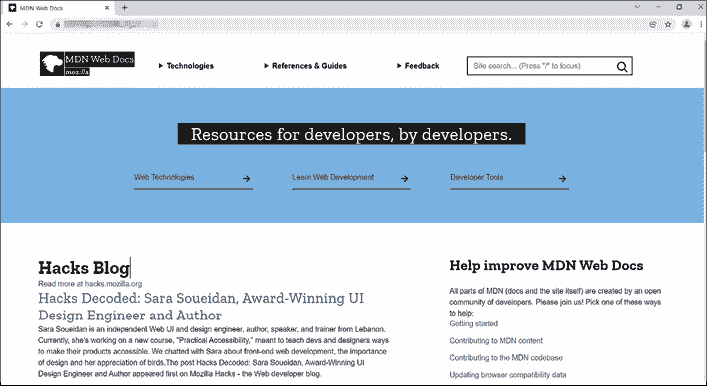 MDN Web Docs
MDN Web Docs
moz://a
Technologies
References & Guides
Feedback
Site search... (Press "/" to focus)
Resources for developers, by developers.
Web Technologies
Learn Web Development
Developer Tools
Hacks Blog
Read more at hacks.mozilla.org
Hacks Decoded: Sara Soueidan, Award-Winning UI
Design Engineer and Author
Sara Soueidan is an independent Web UI and design engineer, author, speaker, and trainer from Lebanon.
Currently, she's working on a new course, "Practical Accessibility," meant to teach devs and designers ways
to make their products accessible. We chatted with Sara about front-end web development, the importance
of design and her appreciation of birds.The post Hacks Decoded: Sara Soueidan, Award-Winning UI
Design Engineer and Author appeared first on Mozilla Hacks - the Web developer blog.
Help improve MDN Web Docs
All parts of MDN (docs and the site itself) are created by an open
community of developers. Please join us! Pick one of these ways
to help:
Getting started
Contributing to MDN content
Contributing to the MDN codebase
Updating browser compatibility data